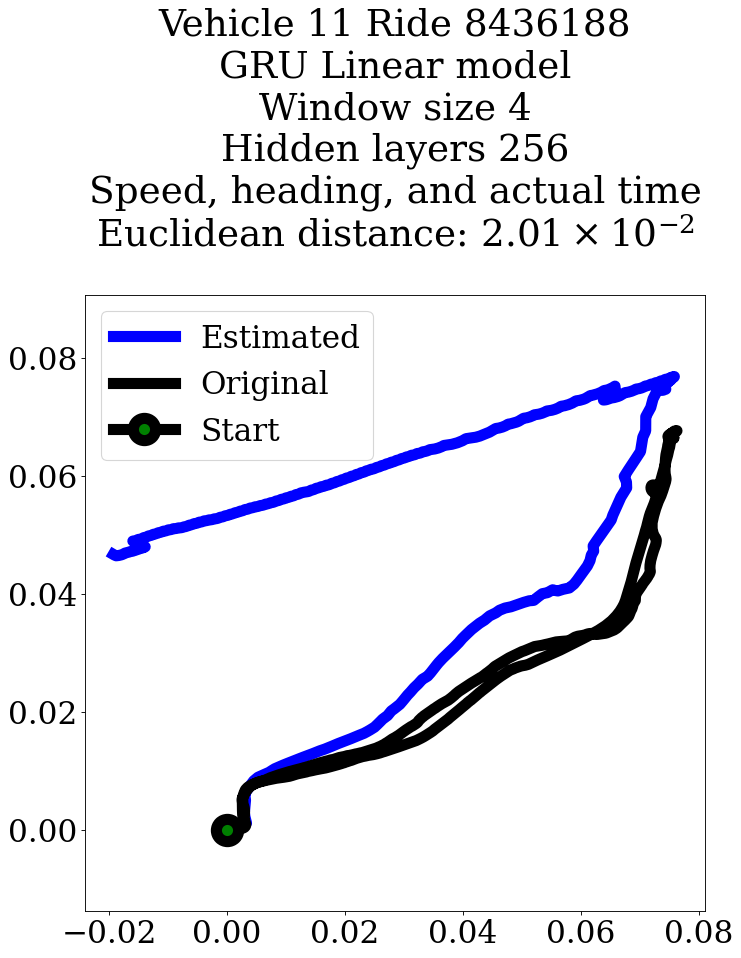 Vehicle 11 Ride 8436188
GRU Linear model
Window size 4
Hidden layers 256
Speed, heading, and actual time
Euclidean distance: 2.01 × 10⁻²
Estimated
Original
Start
0.08
0.06
0.04
0.02
0.00
−0.02 0.00 0.02 0.04 0.06 0.08